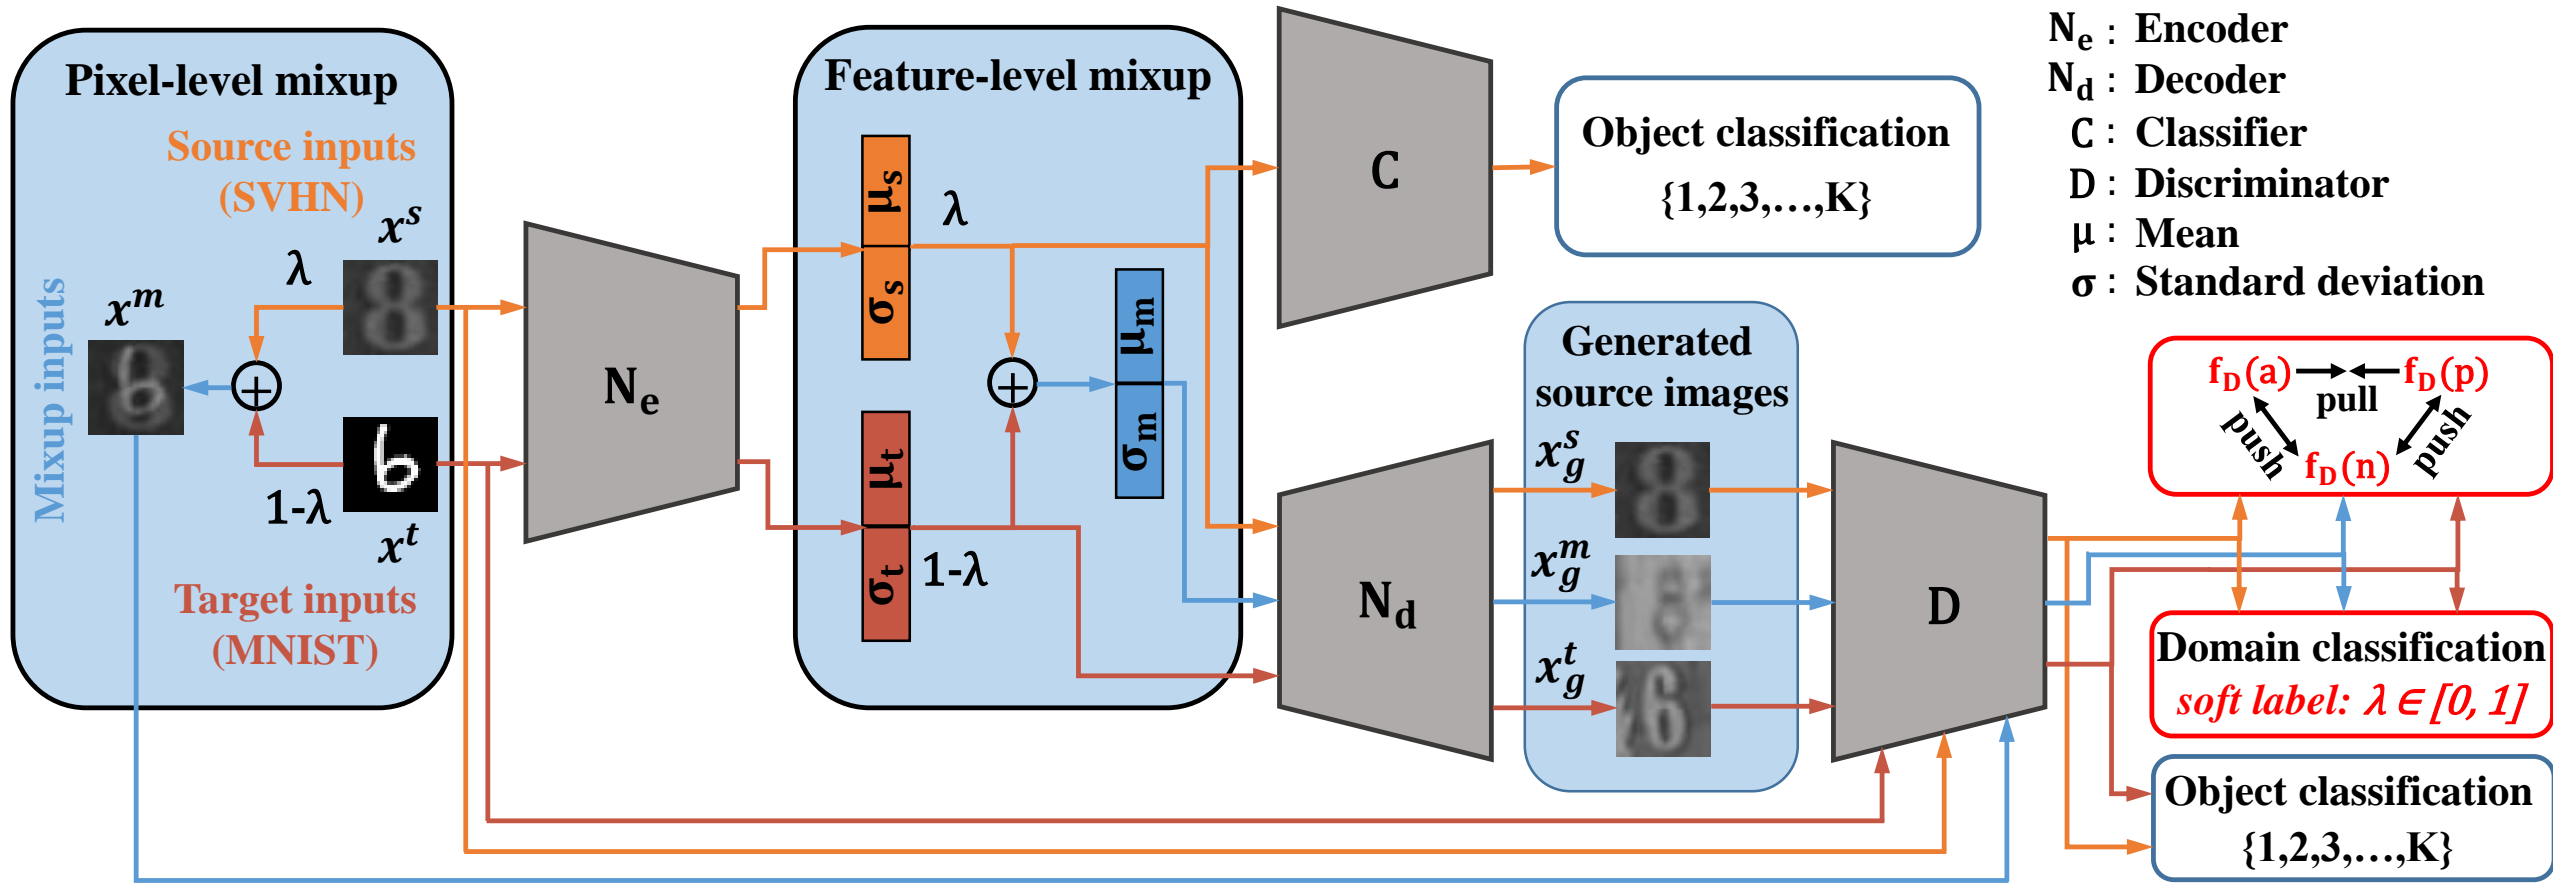 Pixel-level mixup
Source inputs
(SVHN)
x^s
λ
x^m
Mixup inputs
1-λ
x^t
Target inputs
(MNIST)
N_e
Feature-level mixup
μ_s
σ_s
λ
μ_m
σ_m
μ_t
σ_t
1-λ
C
Object classification
{1,2,3,...,K}
N_e : Encoder
N_d : Decoder
C : Classifier
D : Discriminator
μ : Mean
σ : Standard deviation
N_d
Generated
source images
x_g^s
x_g^m
x_g^t
D
f_D(a)
f_D(p)
pull
push
push
f_D(n)
Domain classification
soft label: λ ∈ [0, 1]
Object classification
{1,2,3,...,K}